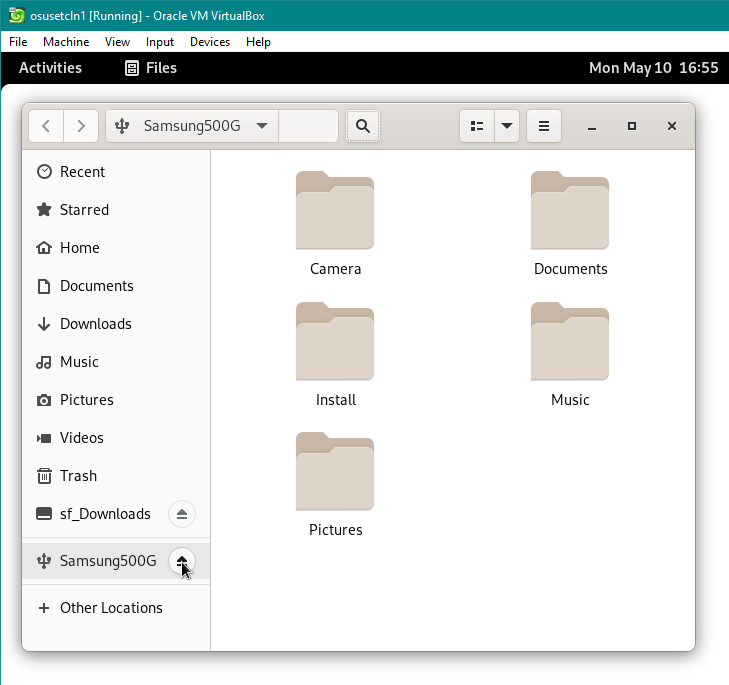 osusetcln1 [Running] - Oracle VM VirtualBox
File Machine View Input Devices Help
Activities Files Mon May 10 16:55
Samsung500G
Recent
Starred
Home
Documents
Downloads
Music
Pictures
Videos
Trash
sf_Downloads
Samsung500G
Other Locations
Camera Documents
Install Music
Pictures